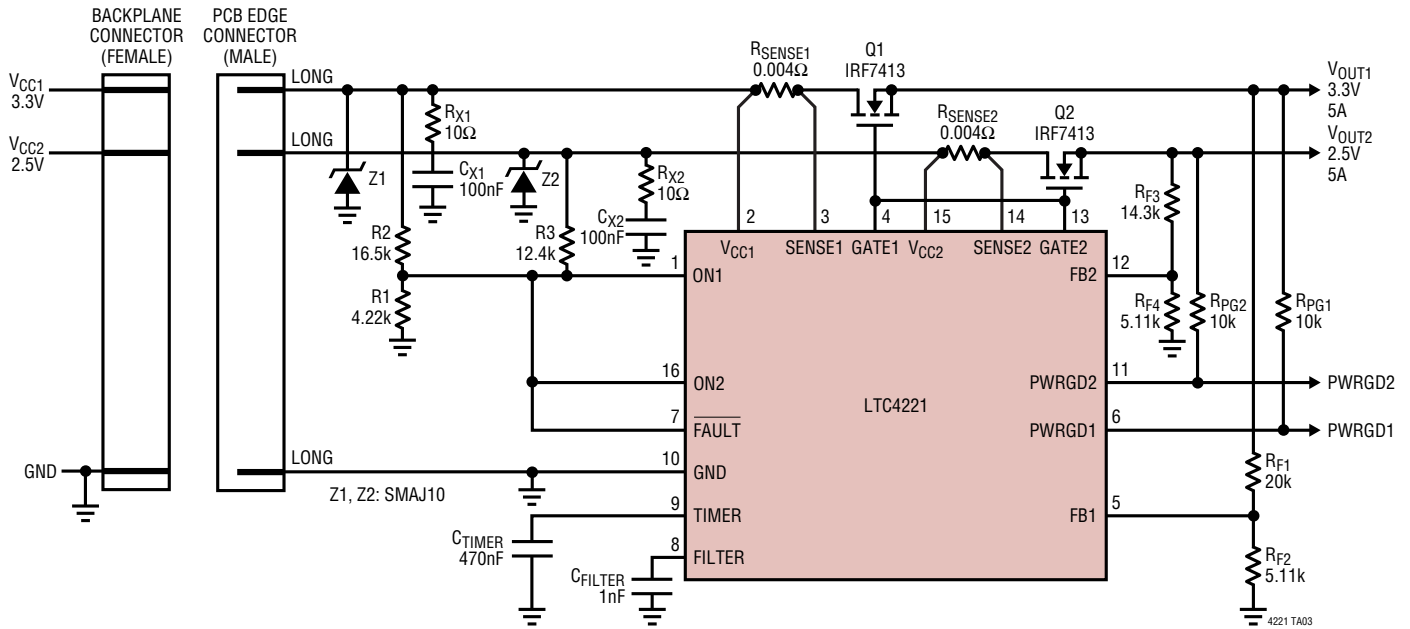 BACKPLANE
CONNECTOR
(FEMALE)
PCB EDGE
CONNECTOR
(MALE)
VCC1
3.3V
VCC2
2.5V
GND
LONG
LONG
LONG
Z1
RX1
10Ω
CX1
100nF
Z2
RX2
10Ω
CX2
100nF
R2
16.5k
R3
12.4k
R1
4.22k
RSENSE1
0.004Ω
Q1
IRF7413
RSENSE2
0.004Ω
Q2
IRF7413
VOUT1
3.3V
5A
VOUT2
2.5V
5A
2
3
4
15
14
13
VCC1
SENSE1
GATE1
VCC2
SENSE2
GATE2
1
ON1
16
ON2
7
FAULT
10
GND
9
TIMER
8
FILTER
LTC4221
FB2
12
PWRGD2
11
PWRGD1
6
FB1
5
RF3
14.3k
RF4
5.11k
RPG2
10k
RPG1
10k
PWRGD2
PWRGD1
RF1
20k
RF2
5.11k
Z1, Z2: SMAJ10
CTIMER
470nF
CFILTER
1nF
4221 TA03